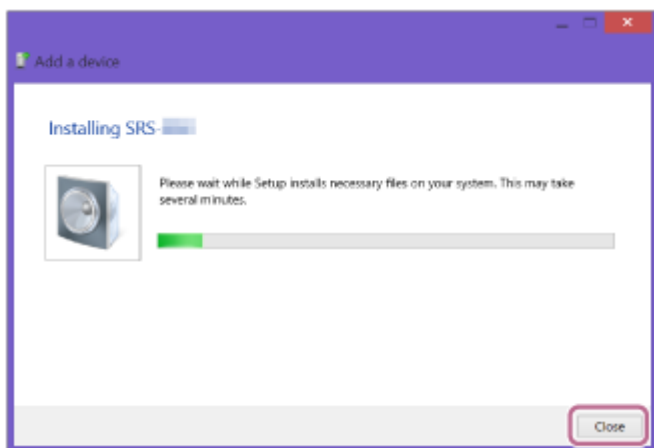 Add a device
Installing SRS-
Please wait while Setup installs necessary files on your system. This may take
several minutes.
Close